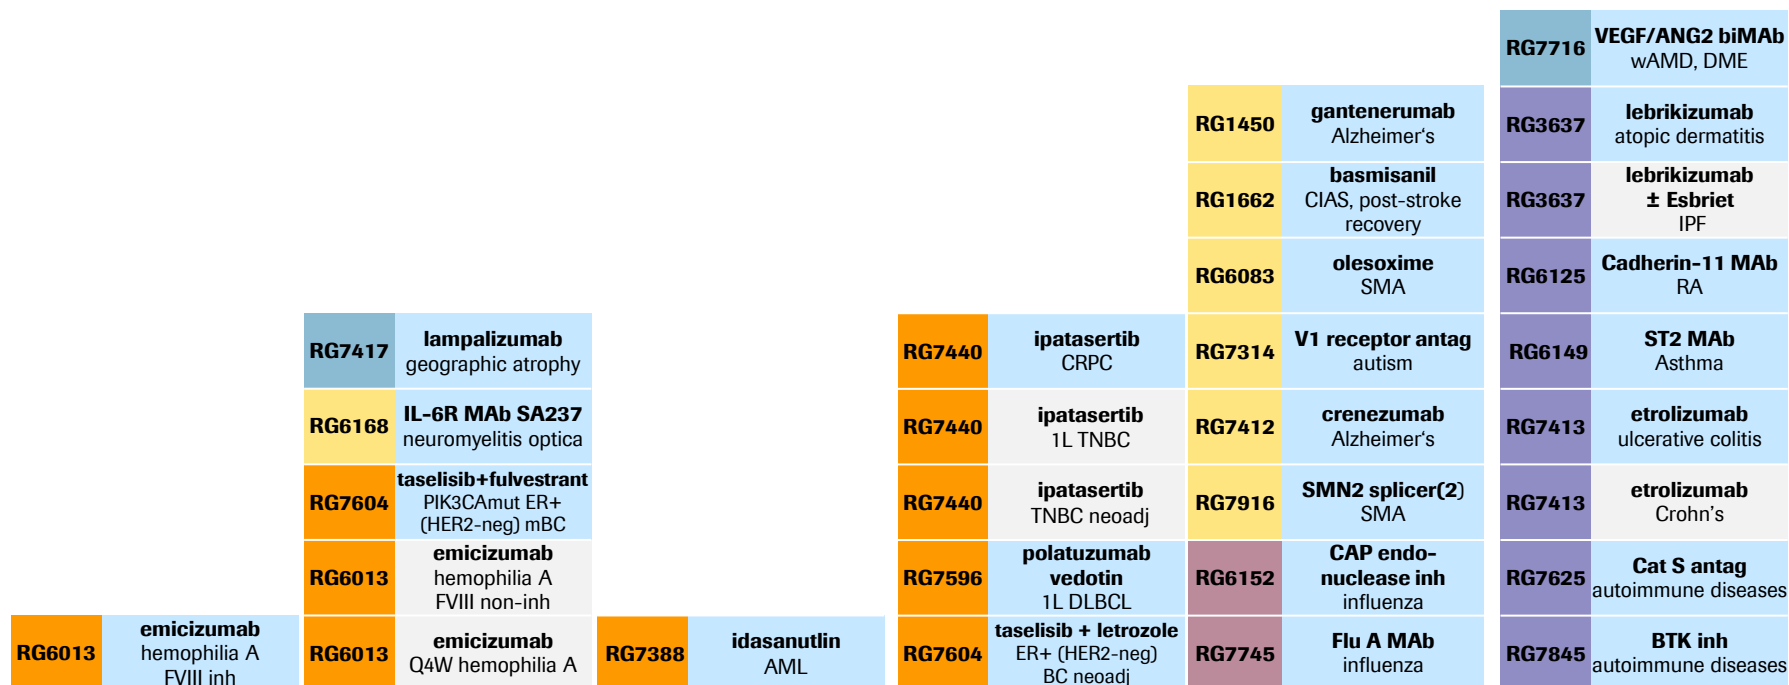 RG6013
emicizumab
hemophilia A
FVIII inh
RG7417
lampalizumab
geographic atrophy
RG6168
IL-6R MAb SA237
neuromyelitis optica
RG7604
taselisib+fulvestrant
PIK3CAmut ER+
(HER2-neg) mBC
RG6013
emicizumab
hemophilia A
FVIII non-inh
RG6013
emicizumab
Q4W hemophilia A
RG7388
idasanutlin
AML
RG7440
ipatasertib
CRPC
RG7440
ipatasertib
1L TNBC
RG7440
ipatasertib
TNBC neoadj
RG7596
polatuzumab
vedotin
1L DLBCL
RG7604
taselisib + letrozole
ER+ (HER2-neg)
BC neoadj
RG1450
gantenerumab
Alzheimer‘s
RG1662
basmisanil
CIAS, post-stroke
recovery
RG6083
olesoxime
SMA
RG7314
V1 receptor antag
autism
RG7412
crenezumab
Alzheimer‘s
RG7916
SMN2 splicer(2)
SMA
RG6152
CAP endo-
nuclease inh
influenza
RG7745
Flu A MAb
influenza
RG7716
VEGF/ANG2 biMAb
wAMD, DME
RG3637
lebrikizumab
atopic dermatitis
RG3637
lebrikizumab
± Esbriet
IPF
RG6125
Cadherin-11 MAb
RA
RG6149
ST2 MAb
Asthma
RG7413
etrolizumab
ulcerative colitis
RG7413
etrolizumab
Crohn’s
RG7625
Cat S antag
autoimmune diseases
RG7845
BTK inh
autoimmune diseases